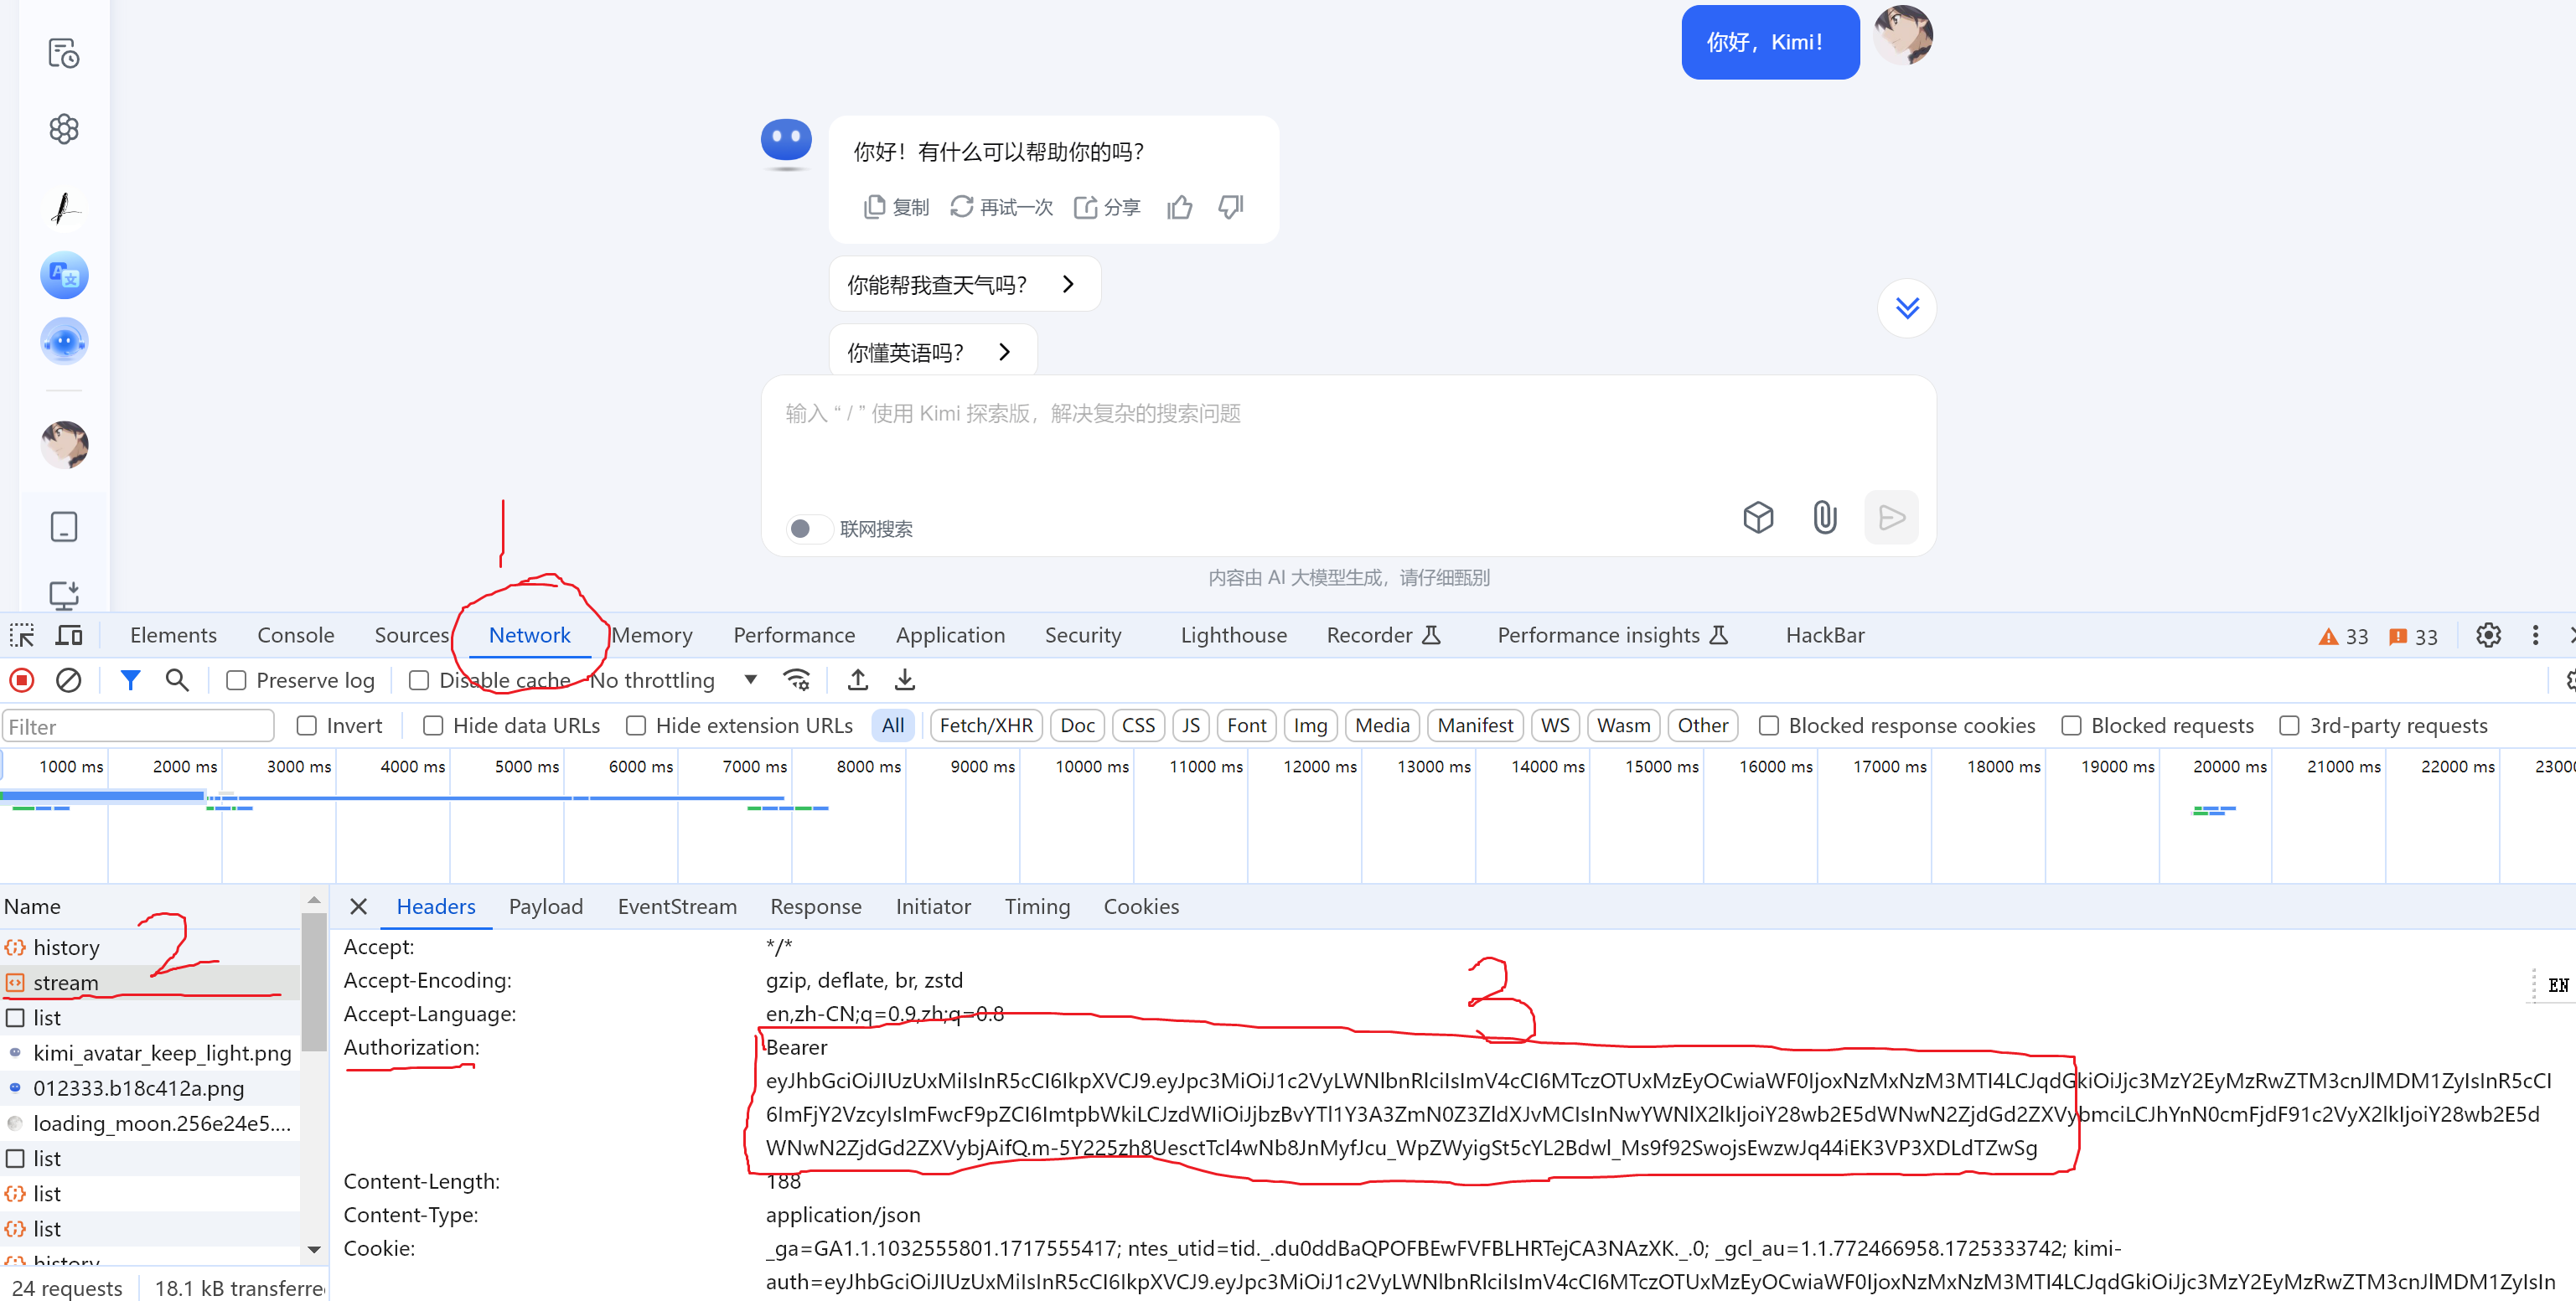 你好，Kimi！
你好！有什么可以帮助你的吗？
复制 再试一次 分享
你能帮我查天气吗？
你懂英语吗？
输入 “ / ” 使用 Kimi 探索版，解决复杂的搜索问题
联网搜索
内容由 AI 大模型生成，请仔细甄别
1
Elements Console Sources Network Memory Performance Application Security Lighthouse Recorder Performance insights HackBar 33 33
Preserve log Disable cache No throttling
Filter Invert Hide data URLs Hide extension URLs All Fetch/XHR Doc CSS JS Font Img Media Manifest WS Wasm Other Blocked response cookies Blocked requests 3rd-party requests
1000 ms 2000 ms 3000 ms 4000 ms 5000 ms 6000 ms 7000 ms 8000 ms 9000 ms 10000 ms 11000 ms 12000 ms 13000 ms 14000 ms 15000 ms 16000 ms 17000 ms 18000 ms 19000 ms 20000 ms 21000 ms 22000 ms 23000
Name
2
history
stream
list
kimi_avatar_keep_light.png
012333.b18c412a.png
loading_moon.256e24e5....
list
list
list
history
24 requests 18.1 kB transferre
Headers Payload EventStream Response Initiator Timing Cookies
Accept: */*
Accept-Encoding: gzip, deflate, br, zstd
Accept-Language: en,zh-CN;q=0.9,zh;q=0.8
3
EN
Authorization: Bearer
eyJhbGciOiJIUzUxMiIsInR5cCI6IkpXVCJ9.eyJpc3MiOiJ1c2VyLWNlbnRlciIsImV4cCI6MTczOTUxMzEyOCwiaWF0IjoxNzMxNzM3MTI4LCJqdGkiOiJjc3MzY2EyMzRwZTM3cnJlMDM1ZyIsInR5cCI
6ImFjY2VzcyIsImFwcF9pZCI6ImtpbWkiLCJzdWIiOiJjbzBvYTl1Y3A3ZmN0Z3ZldXJvMCIsInNwYWNlX2lkIjoiY28wb2E5dWNwN2ZjdGd2ZXVybmciLCJhYnN0cmFjdF91c2VyX2lkIjoiY28wb2E5d
WNwN2ZjdGd2ZXVybjAifQ.m-5Y225zh8UesctTcl4wNb8JnMyfJcu_WpZWyigSt5cYL2Bdwl_Ms9f92SwojsEwzwJq44iEK3VP3XDLdTZwSg
Content-Length: 188
Content-Type: application/json
Cookie: _ga=GA1.1.1032555801.1717555417; ntes_utid=tid._.du0ddBaQPOFBEwFVFBLHRTejCA3NAzXK._.0; _gcl_au=1.1.772466958.1725333742; kimi-
auth=eyJhbGciOiJIUzUxMiIsInR5cCI6IkpXVCJ9.eyJpc3MiOiJ1c2VyLWNlbnRlciIsImV4cCI6MTczOTUxMzEyOCwiaWF0IjoxNzMxNzM3MTI4LCJqdGkiOiJjc3MzY2EyMzRwZTM3cnJlMDM1ZyIsIn